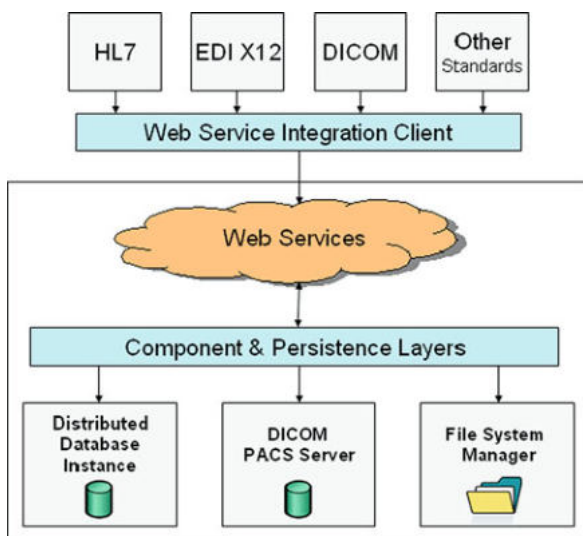 HL7
EDI X12
DICOM
Other
Standards
Web Service Integration Client
Web Services
Component & Persistence Layers
Distributed
Database
Instance
DICOM
PACS Server
File System
Manager